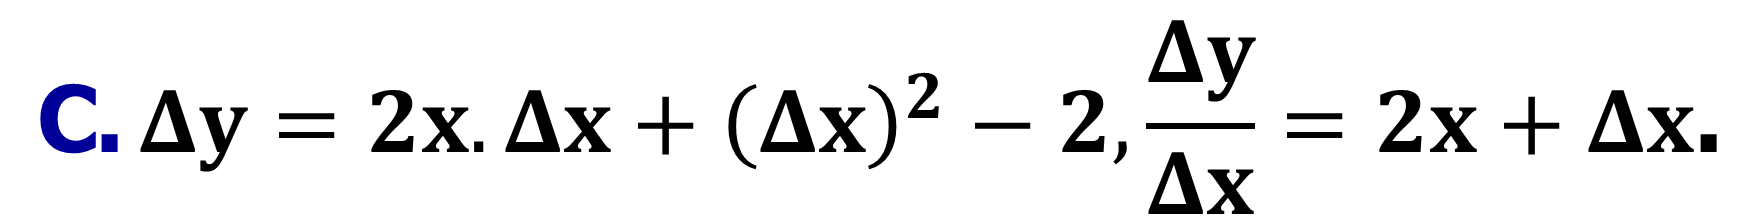 C. Δy = 2x. Δx + (Δx)² − 2, Δy/Δx = 2x + Δx.